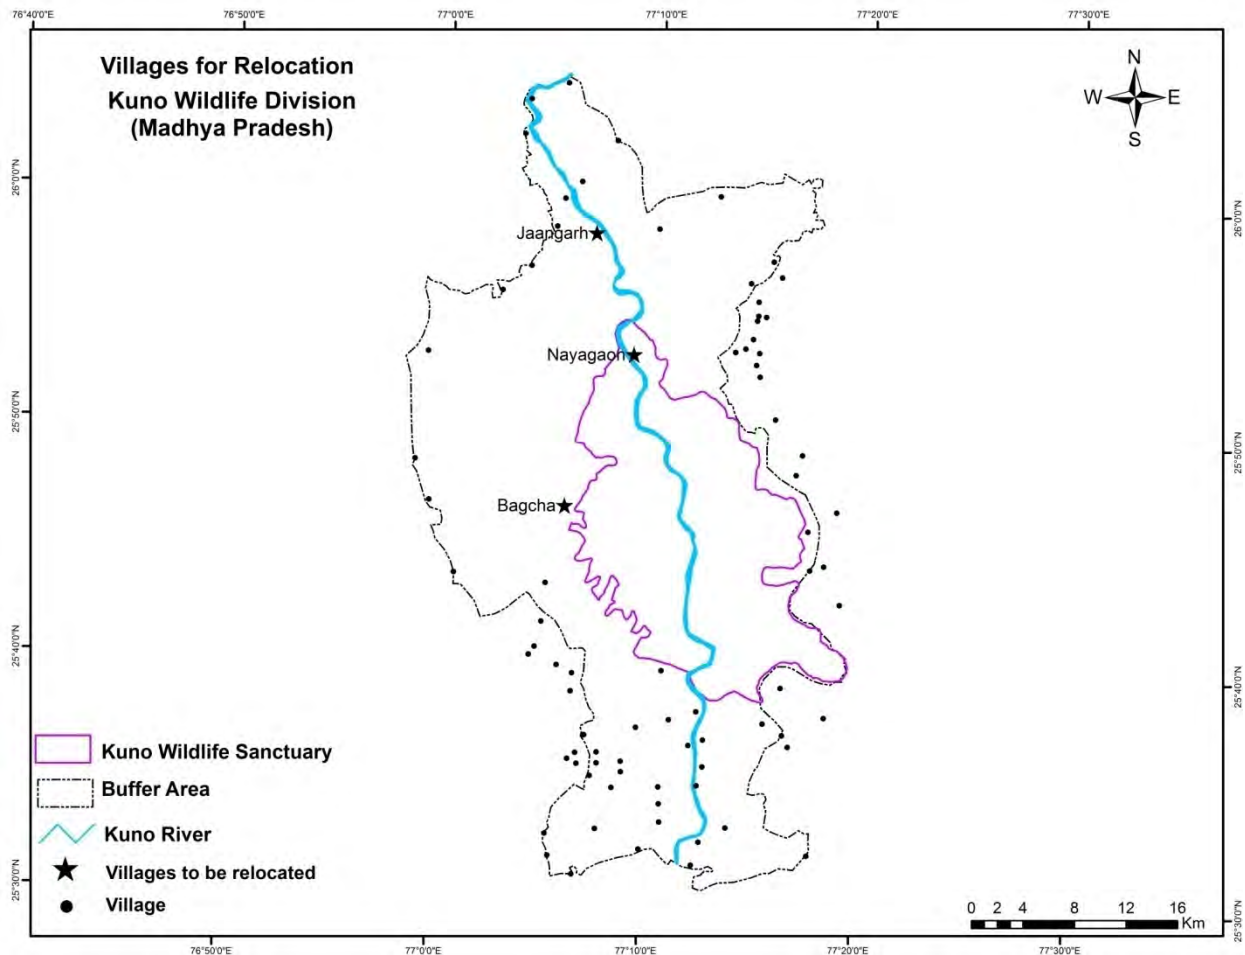 76°40'0"E 76°50'0"E 77°0'0"E 77°10'0"E 77°20'0"E 77°30'0"E
Villages for Relocation
Kuno Wildlife Division
(Madhya Pradesh)
N
W E
S
26°0'0"N
26°0'0"N
Jaangarh
Nayagaon
25°50'0"N
25°50'0"N
Bagcha
25°40'0"N
25°40'0"N
Kuno Wildlife Sanctuary
Buffer Area
Kuno River
Villages to be relocated
Village
25°30'0"N
25°30'0"N
0 2 4 8 12 16
Km
76°50'0"E 77°0'0"E 77°10'0"E 77°20'0"E 77°30'0"E